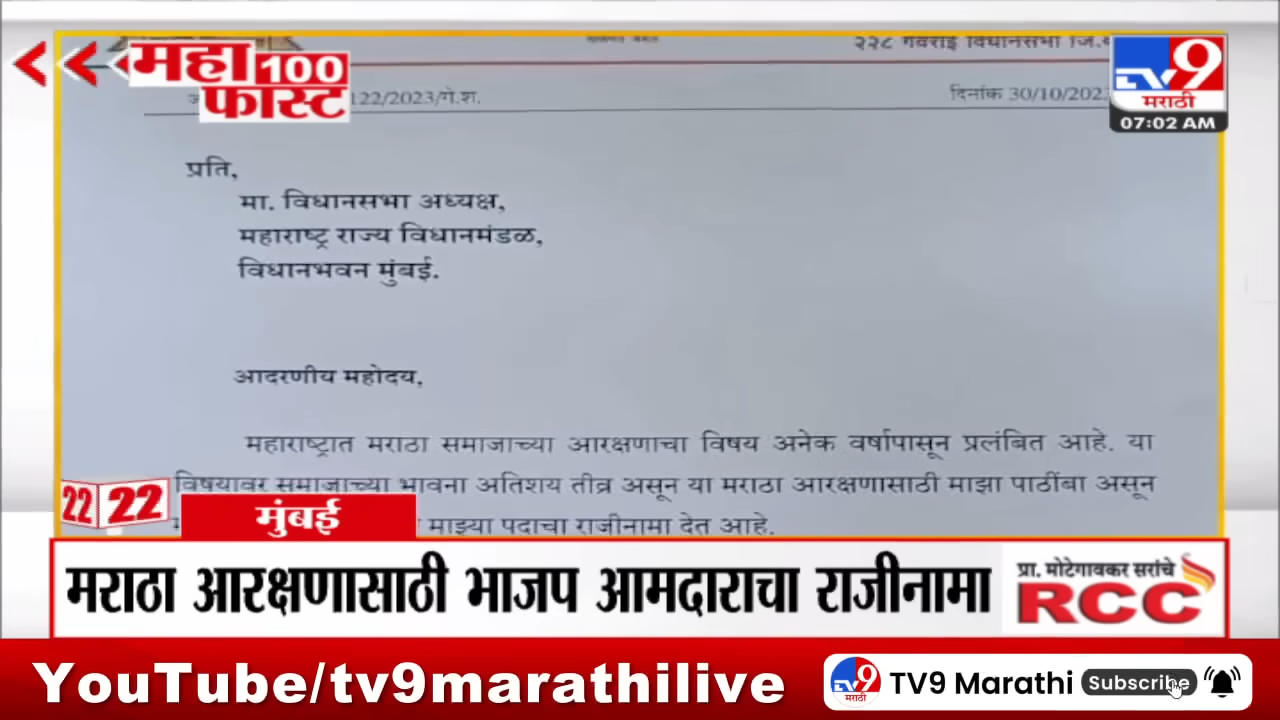 २२८ गेवराई विधानसभा जि.
महा 100
फास्ट
122/2023/गे.श.
दिनांक 30/10/202
TV9
मराठी
07:02 AM
प्रति,
मा. विधानसभा अध्यक्ष,
महाराष्ट्र राज्य विधानमंडळ,
विधानभवन मुंबई.
आदरणीय महोदय,
महाराष्ट्रात मराठा समाजाच्या आरक्षणाचा विषय अनेक वर्षापासून प्रलंबित आहे. या
विषयावर समाजाच्या भावना अतिशय तीव्र असून या मराठा आरक्षणासाठी माझा पाठींबा असून
माझ्या पदाचा राजीनामा देत आहे.
22 22
मुंबई
मराठा आरक्षणासाठी भाजप आमदाराचा राजीनामा
प्रा. मोटेगावकर सरांचे
RCC
YouTube/tv9marathilive
TV9 मराठी TV9 Marathi Subscribe